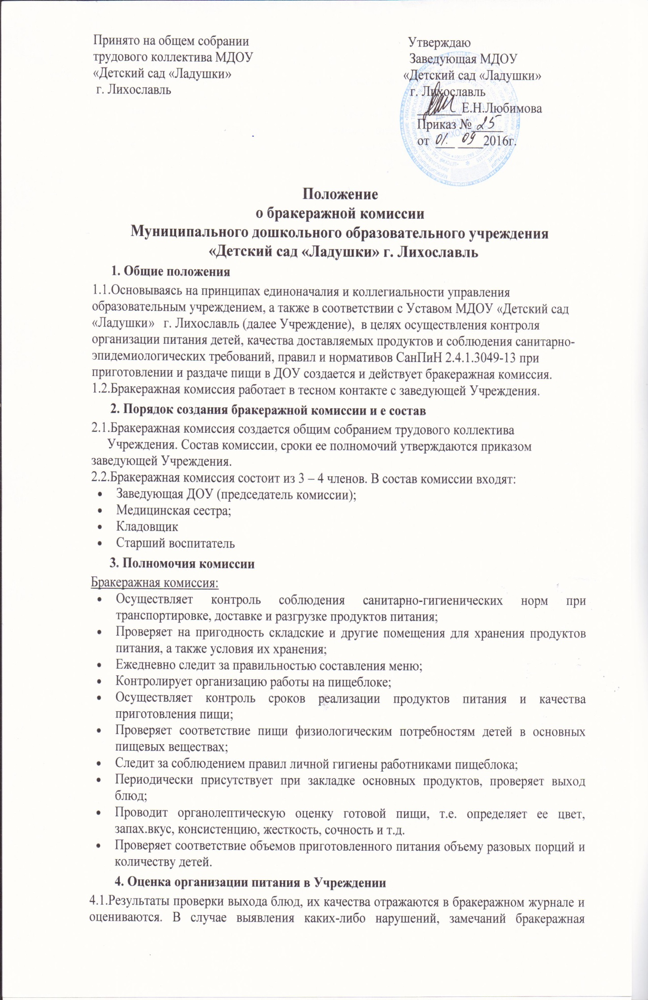 Принято на общем собрании
трудового коллектива МДОУ
«Детский сад «Ладушки»
г. Лихославль
Утверждаю
Заведующая МДОУ
«Детский сад «Ладушки»
г. Лихославль
Е.Н.Любимова
Приказ № 25
от 01. 09 2016г.
Положение
о бракеражной комиссии
Муниципального дошкольного образовательного учреждения
«Детский сад «Ладушки» г. Лихославль
1. Общие положения
1.1.Основываясь на принципах единоначалия и коллегиальности управления
образовательным учреждением, а также в соответствии с Уставом МДОУ «Детский сад
«Ладушки» г. Лихославль (далее Учреждение), в целях осуществления контроля
организации питания детей, качества доставляемых продуктов и соблюдения санитарно-
эпидемиологических требований, правил и нормативов СанПиН 2.4.1.3049-13 при
приготовлении и раздаче пищи в ДОУ создается и действует бракеражная комиссия.
1.2.Бракеражная комиссия работает в тесном контакте с заведующей Учреждения.
2. Порядок создания бракеражной комиссии и е состав
2.1.Бракеражная комиссия создается общим собранием трудового коллектива
Учреждения. Состав комиссии, сроки ее полномочий утверждаются приказом
заведующей Учреждения.
2.2.Бракеражная комиссия состоит из 3 – 4 членов. В состав комиссии входят:
• Заведующая ДОУ (председатель комиссии);
• Медицинская сестра;
• Кладовщик
• Старший воспитатель
3. Полномочия комиссии
Бракеражная комиссия:
• Осуществляет контроль соблюдения санитарно-гигиенических норм при
транспортировке, доставке и разгрузке продуктов питания;
• Проверяет на пригодность складские и другие помещения для хранения продуктов
питания, а также условия их хранения;
• Ежедневно следит за правильностью составления меню;
• Контролирует организацию работы на пищеблоке;
• Осуществляет контроль сроков реализации продуктов питания и качества
приготовления пищи;
• Проверяет соответствие пищи физиологическим потребностям детей в основных
пищевых веществах;
• Следит за соблюдением правил личной гигиены работниками пищеблока;
• Периодически присутствует при закладке основных продуктов, проверяет выход
блюд;
• Проводит органолептическую оценку готовой пищи, т.е. определяет ее цвет,
запах.вкус, консистенцию, жесткость, сочность и т.д.
• Проверяет соответствие объемов приготовленного питания объему разовых порций и
количеству детей.
4. Оценка организации питания в Учреждении
4.1.Результаты проверки выхода блюд, их качества отражаются в бракеражном журнале и
оцениваются. В случае выявления каких-либо нарушений, замечаний бракеражная